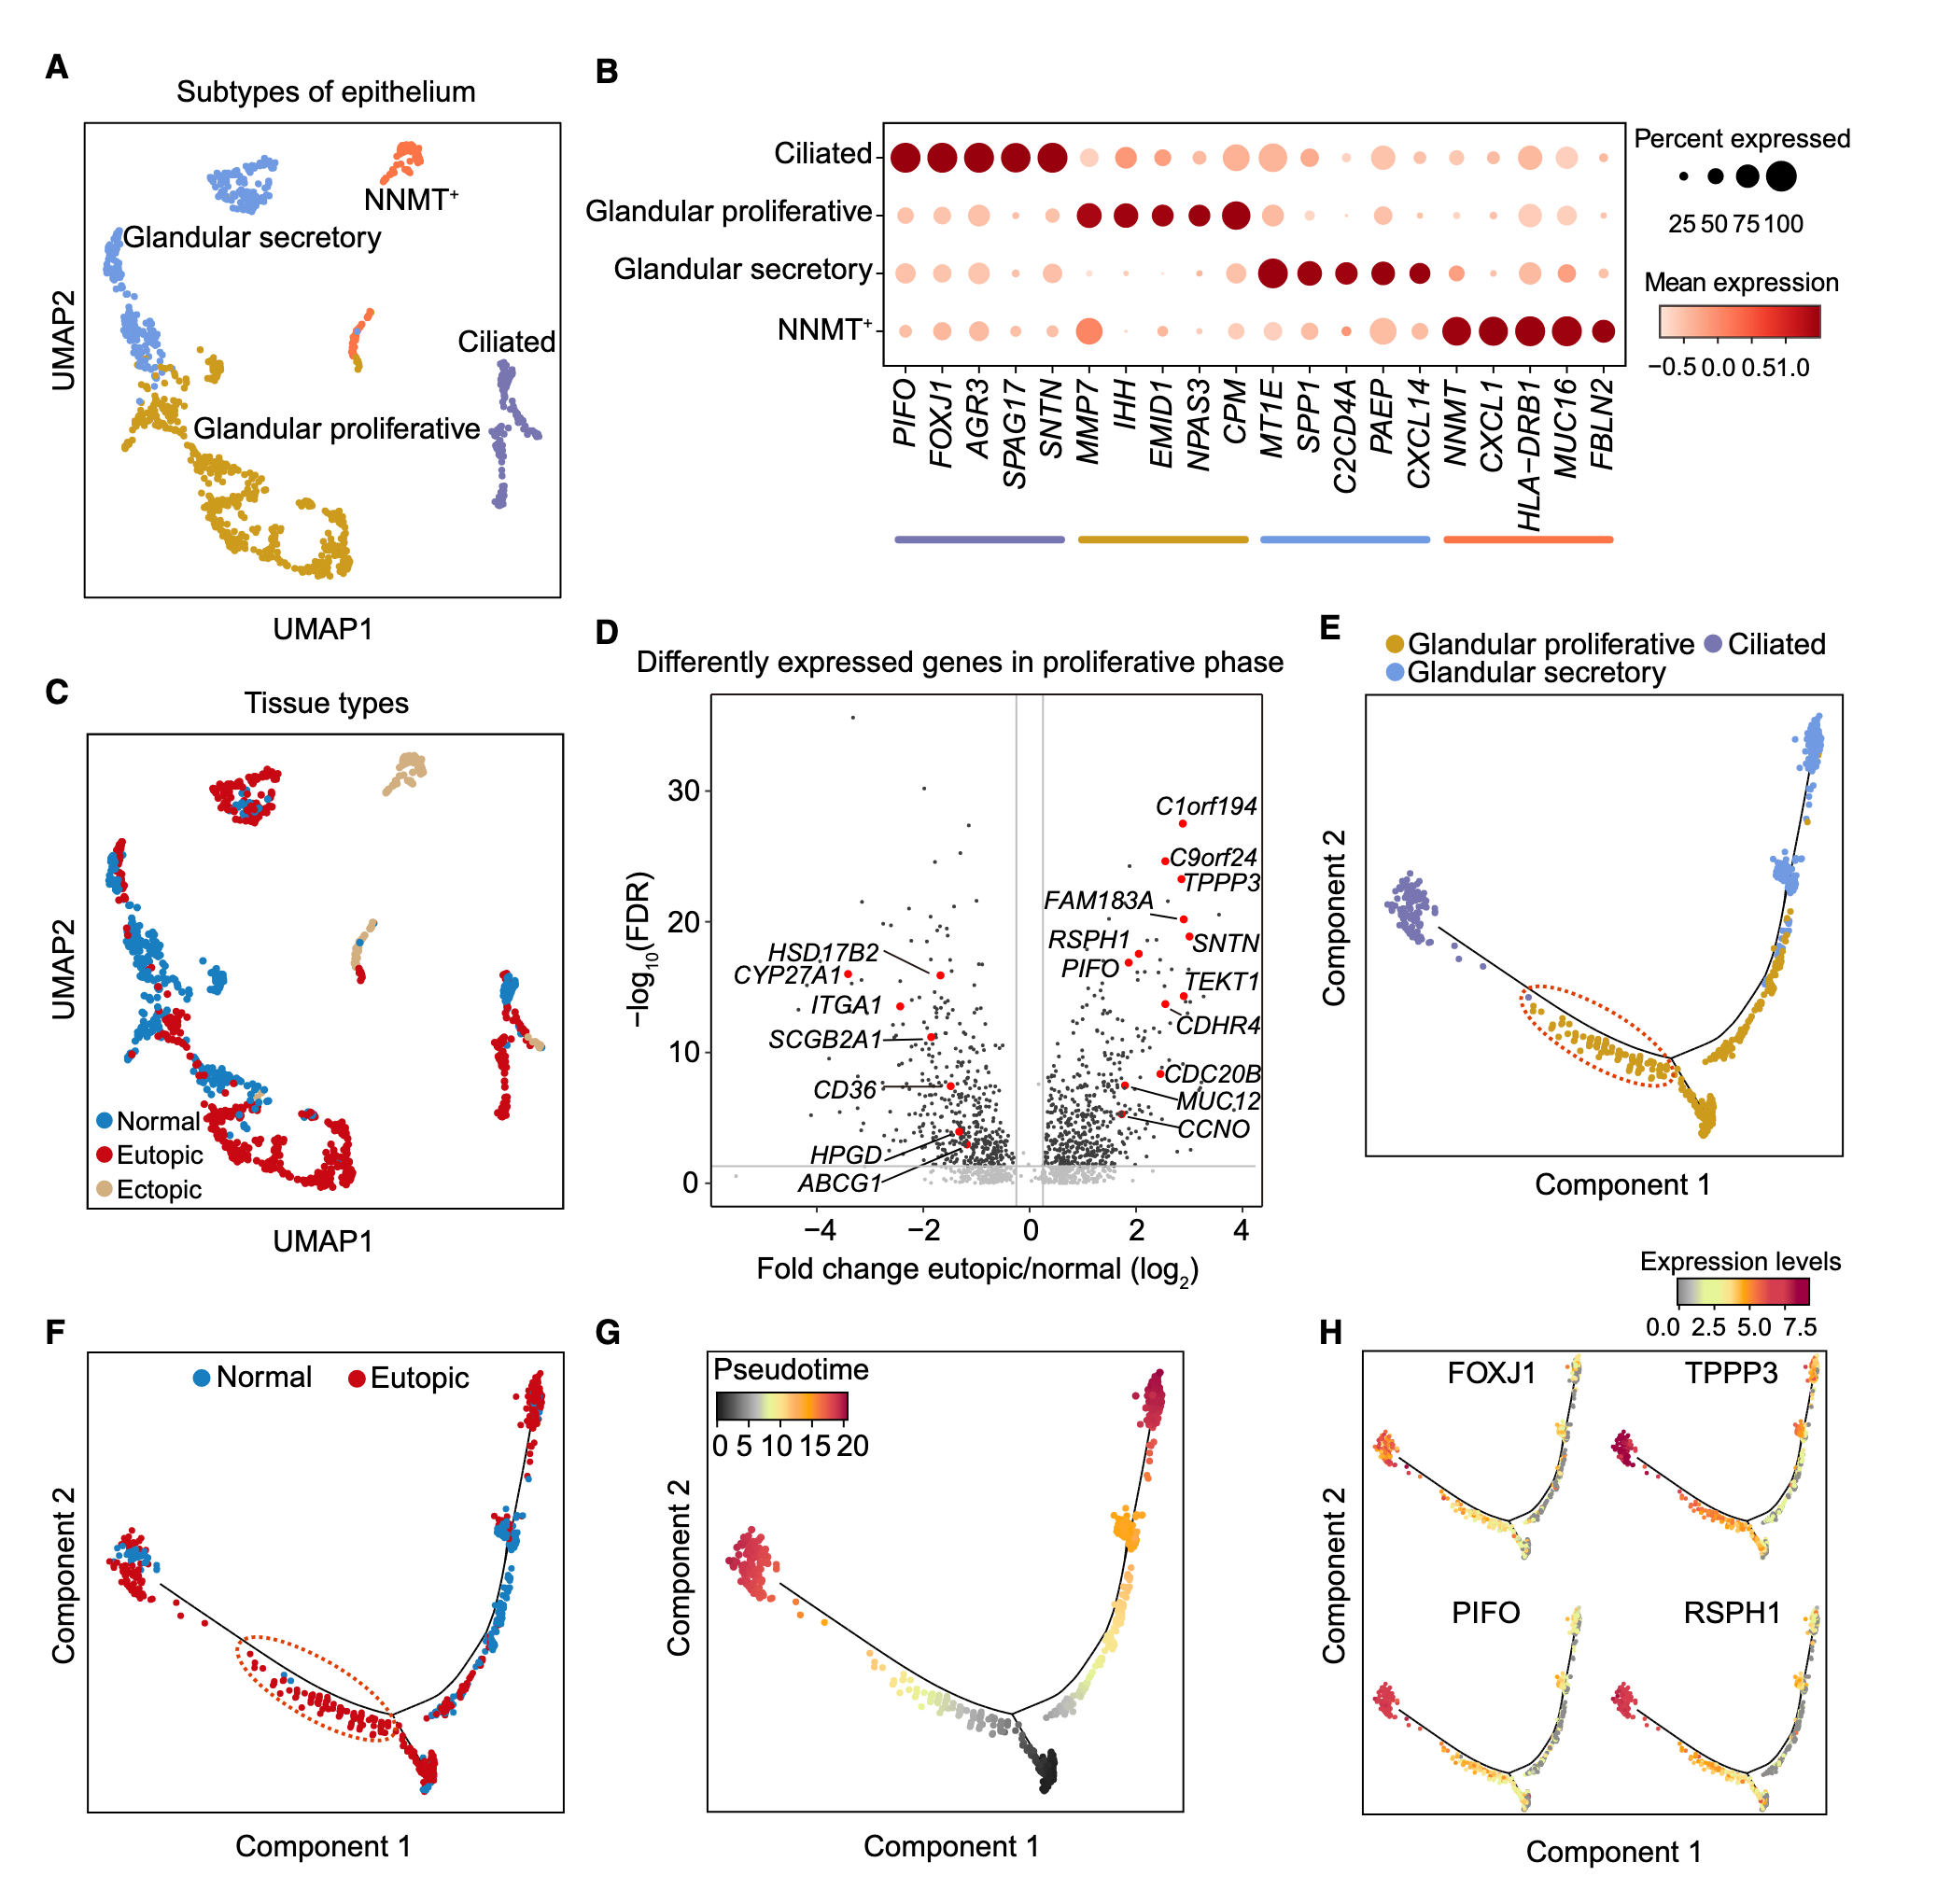 A
Subtypes of epithelium
NNMT+
Glandular secretory
Ciliated
Glandular proliferative
UMAP2
UMAP1
B
Ciliated
Glandular proliferative
Glandular secretory
NNMT+
PIFO
FOXJ1
AGR3
SPAG17
SNTN
MMP7
IHH
EMID1
NPAS3
CPM
MT1E
SPP1
C2CD4A
PAEP
CXCL14
NNMT
CXCL1
HLA−DRB1
MUC16
FBLN2
Percent expressed
25 50 75 100
Mean expression
−0.5 0.0 0.51.0
C
Tissue types
Normal
Eutopic
Ectopic
UMAP2
UMAP1
D
Differently expressed genes in proliferative phase
C1orf194
C9orf24
TPPP3
FAM183A
SNTN
RSPH1
PIFO
TEKT1
CDHR4
CDC20B
MUC12
CCNO
HSD17B2
CYP27A1
ITGA1
SCGB2A1
CD36
HPGD
ABCG1
30
20
10
0
−log10(FDR)
−4 −2 0 2 4
Fold change eutopic/normal (log2)
E
Glandular proliferative Ciliated
Glandular secretory
Component 2
Component 1
F
Normal Eutopic
Component 2
Component 1
G
Pseudotime
0 5 10 15 20
Component 2
Component 1
H
Expression levels
0.0 2.5 5.0 7.5
FOXJ1 TPPP3
PIFO RSPH1
Component 2
Component 1